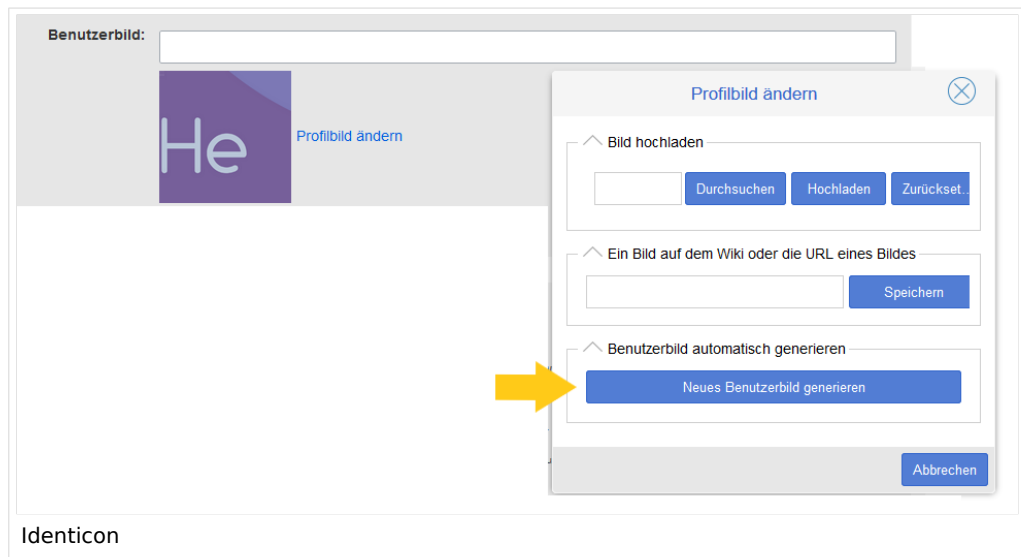 Benutzerbild:
He
Profilbild ändern
Profilbild ändern
Bild hochladen
Durchsuchen
Hochladen
Zurückset..
Ein Bild auf dem Wiki oder die URL eines Bildes
Speichern
Benutzerbild automatisch generieren
Neues Benutzerbild generieren
Abbrechen
Identicon